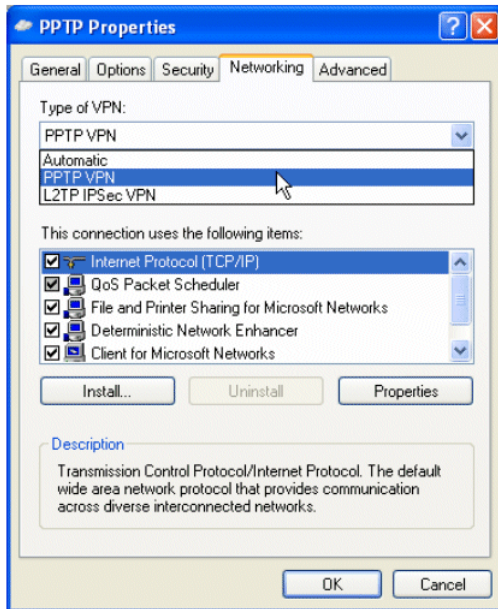 PPTP Properties
General Options Security Networking Advanced
Type of VPN:
PPTP VPN
Automatic
PPTP VPN
L2TP IPSec VPN
This connection uses the following items:
Internet Protocol (TCP/IP)
QoS Packet Scheduler
File and Printer Sharing for Microsoft Networks
Deterministic Network Enhancer
Client for Microsoft Networks
Install... Uninstall Properties
Description
Transmission Control Protocol/Internet Protocol. The default
wide area network protocol that provides communication
across diverse interconnected networks.
OK Cancel